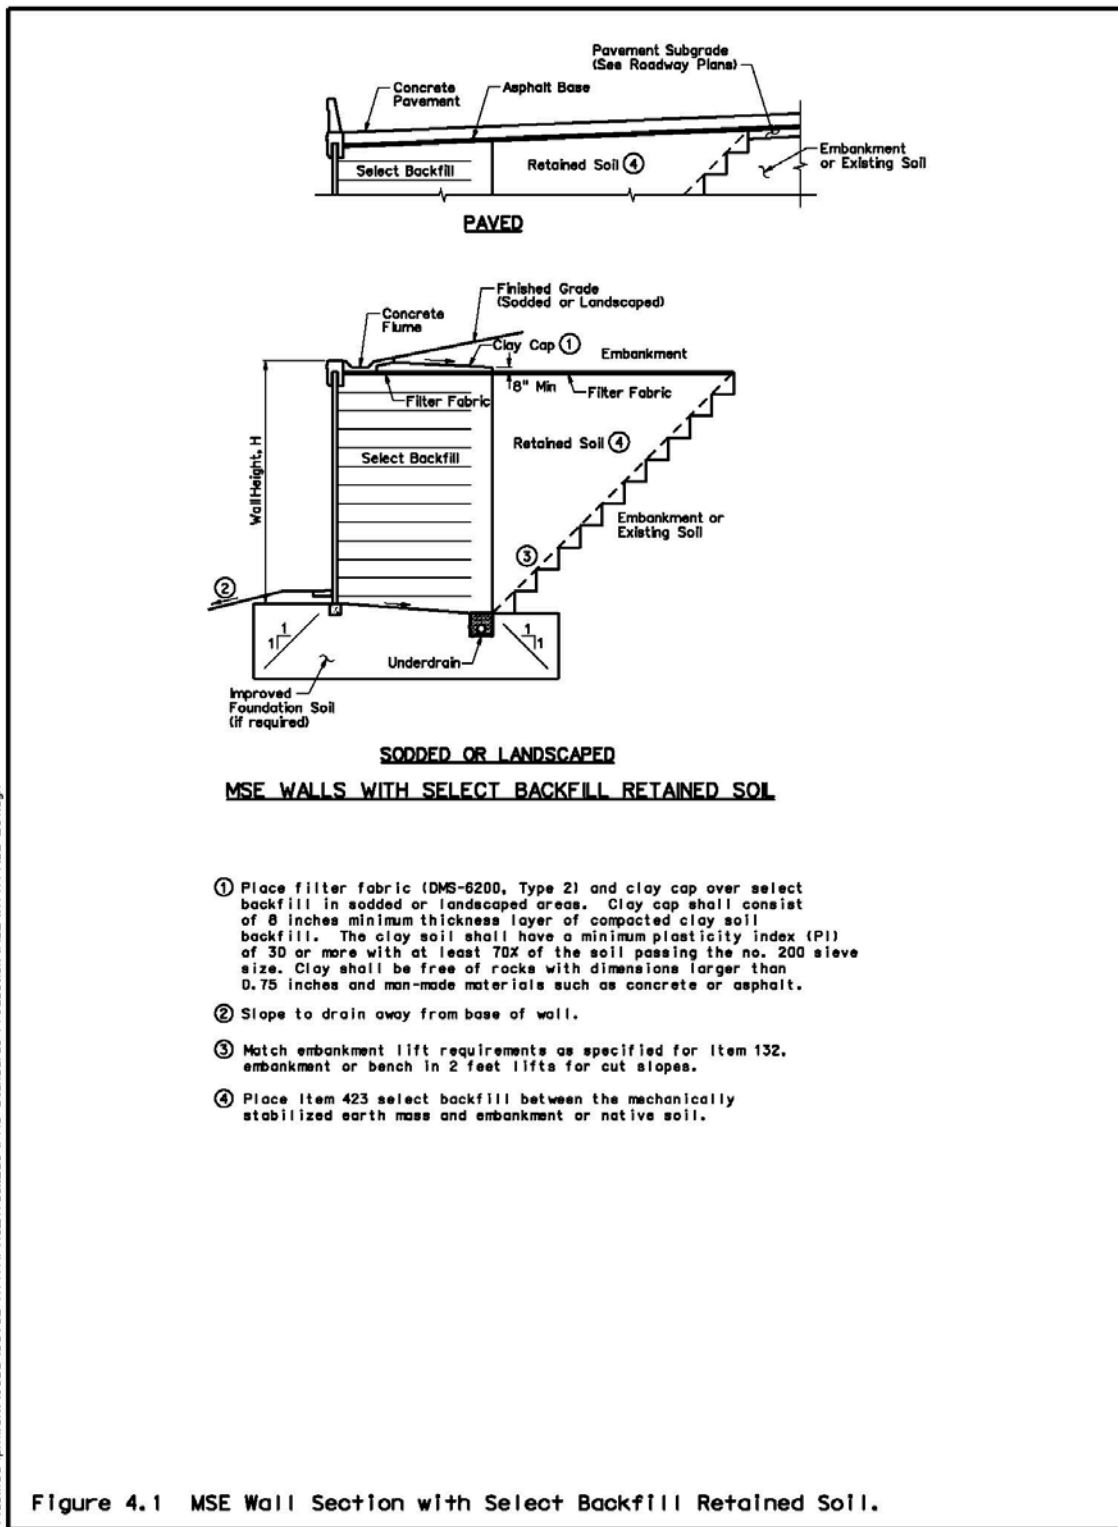 Pavement Subgrade
(See Roadway Plans)
Concrete
Pavement
Asphalt Base
Embankment
or Existing Soil
Retained Soil ④
Select Backfill
PAVED
Finished Grade
(Sodded or Landscaped)
Concrete
Flume
Clay Cap ①
Embankment
8" Min
Filter Fabric
Filter Fabric
Retained Soil ④
Wall Height, H
Select Backfill
Embankment or
Existing Soil
③
②
1
1
1
1
Underdrain
Improved
Foundation Soil
(if required)
SODDED OR LANDSCAPED
MSE WALLS WITH SELECT BACKFILL RETAINED SOIL
① Place filter fabric (DMS-6200, Type 2) and clay cap over select
backfill in sodded or landscaped areas. Clay cap shall consist
of 8 inches minimum thickness layer of compacted clay soil
backfill. The clay soil shall have a minimum plasticity index (PI)
of 30 or more with at least 70% of the soil passing the no. 200 sieve
size. Clay shall be free of rocks with dimensions larger than
0.75 inches and man-made materials such as concrete or asphalt.
② Slope to drain away from base of wall.
③ Match embankment lift requirements as specified for Item 132,
embankment or bench in 2 feet lifts for cut slopes.
④ Place Item 423 select backfill between the mechanically
stabilized earth mass and embankment or native soil.
Figure 4.1 MSE Wall Section with Select Backfill Retained Soil.